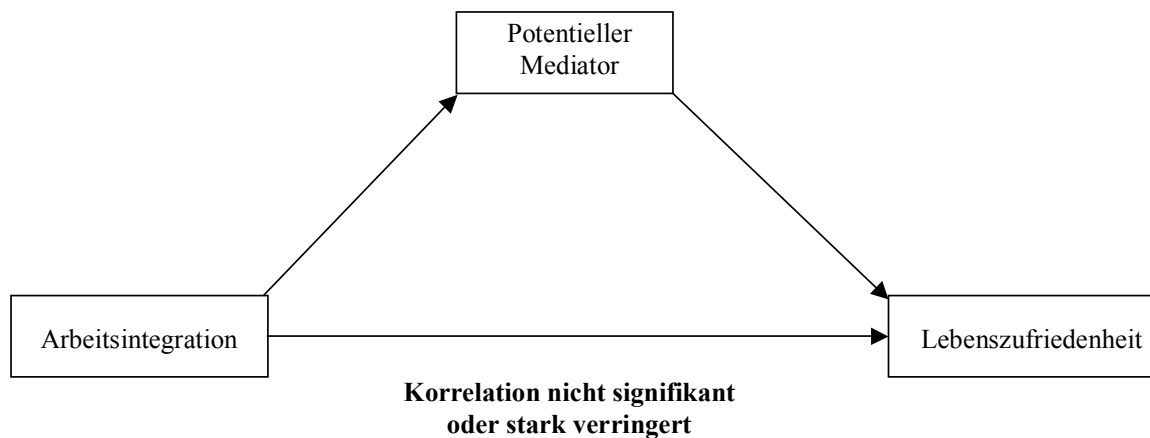 Potentieller
Mediator
Arbeitsintegration
Lebenszufriedenheit
Korrelation nicht signifikant
oder stark verringert